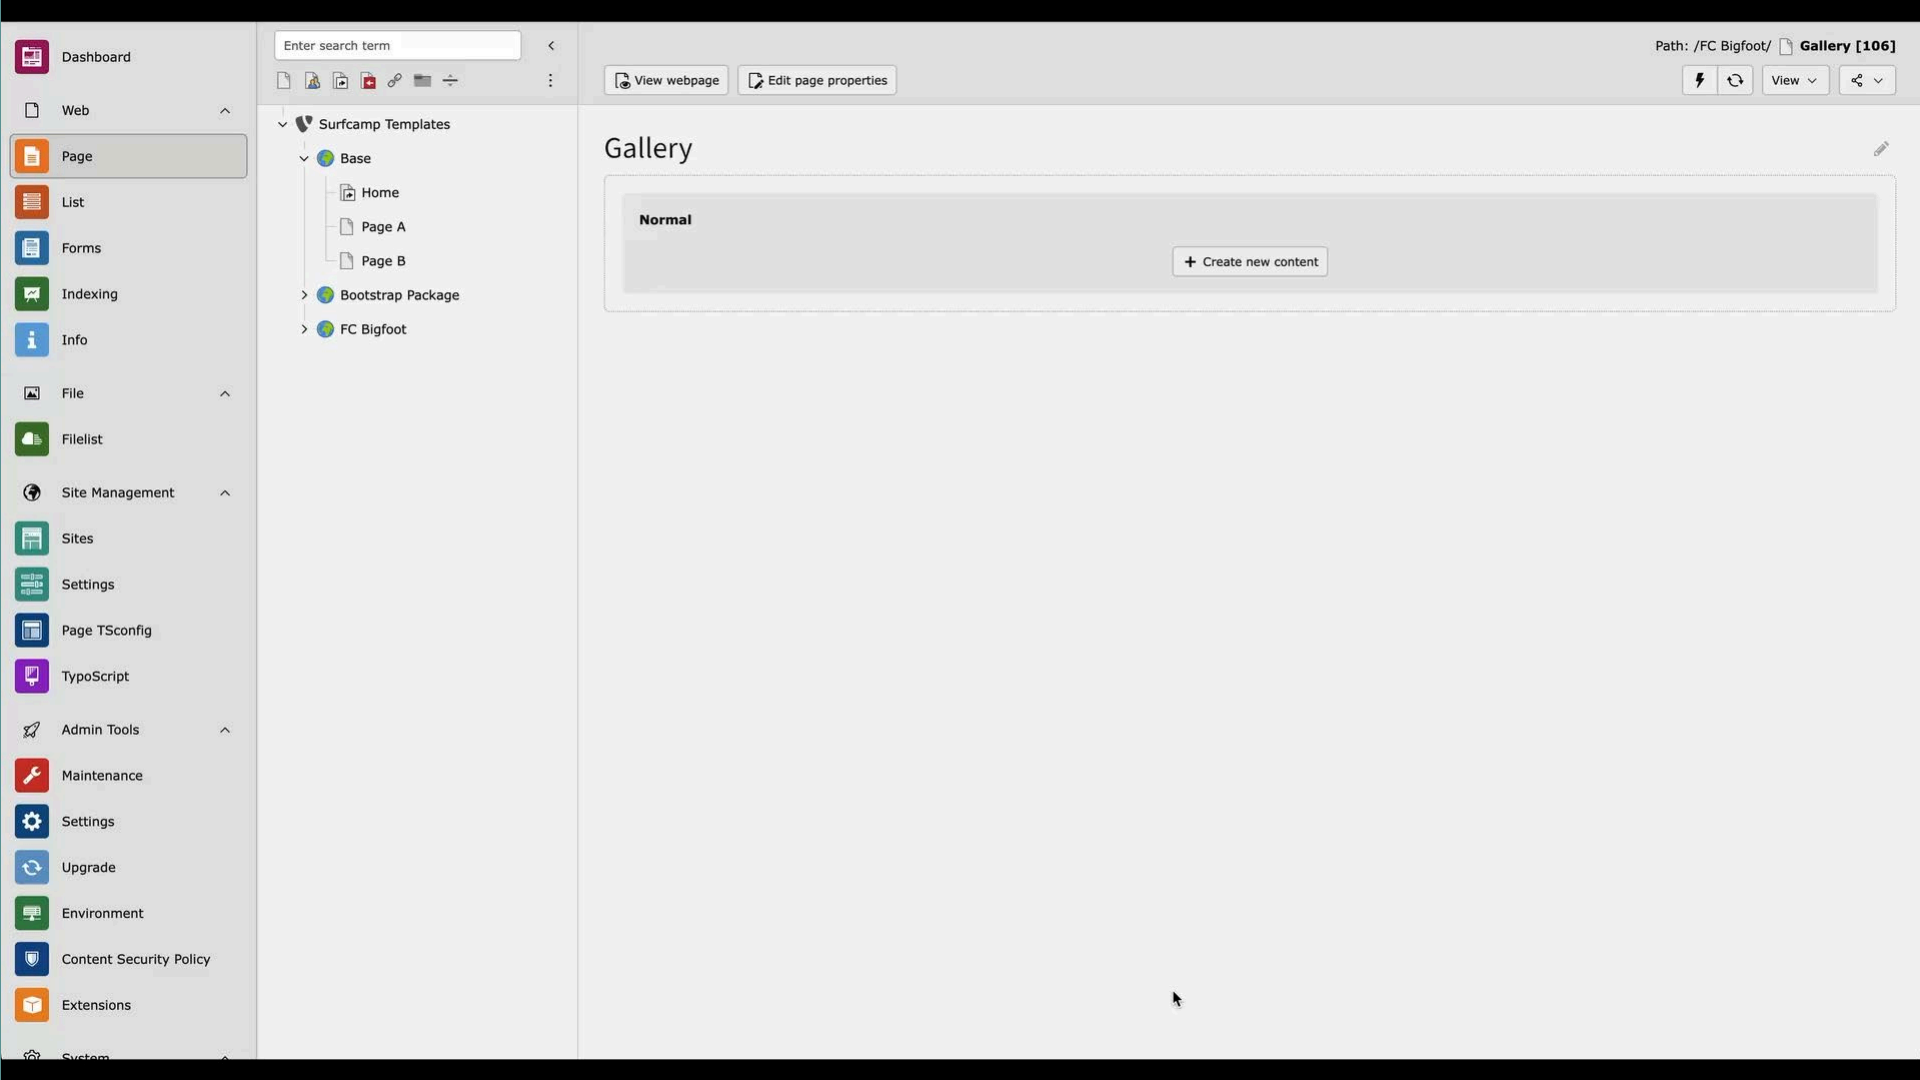 Dashboard
Web
Page
List
Forms
Indexing
Info
File
Filelist
Site Management
Sites
Settings
Page TSconfig
TypoScript
Admin Tools
Maintenance
Settings
Upgrade
Environment
Content Security Policy
Extensions
System
Enter search term
Surfcamp Templates
Base
Home
Page A
Page B
Bootstrap Package
FC Bigfoot
Path: /FC Bigfoot/ Gallery [106]
View webpage
Edit page properties
View
Gallery
Normal
+ Create new content